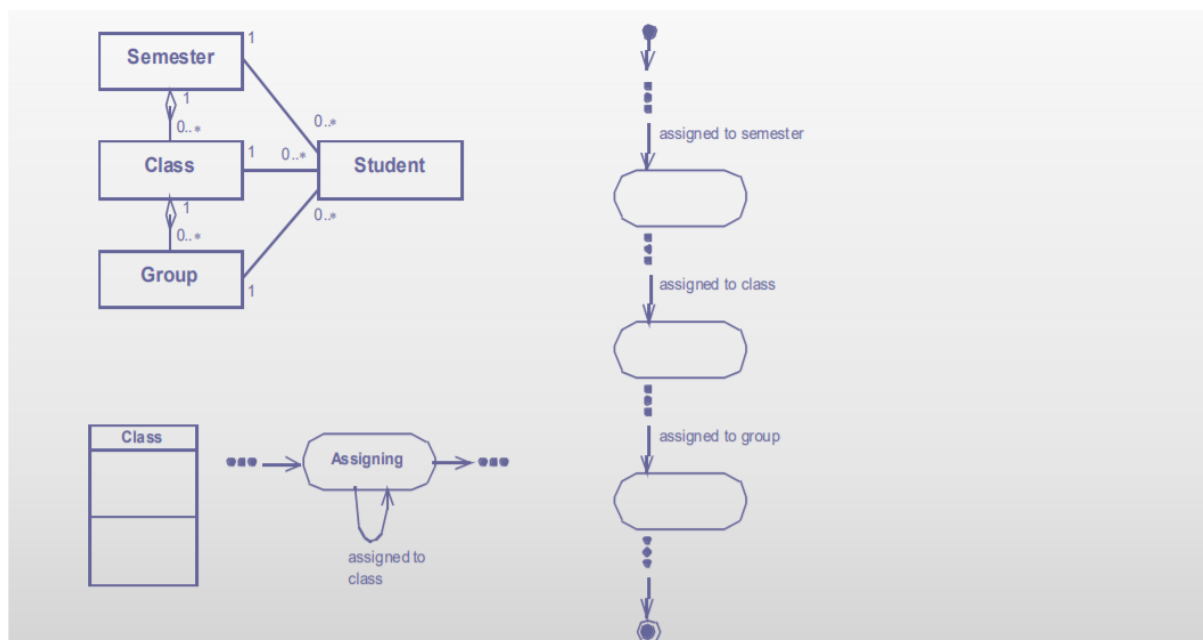 Semester
1
1
0..*
0..*
Class
1
0..*
Student
1
0..*
0..*
Group
1
assigned to semester
assigned to class
assigned to group
Class
Assigning
assigned to
class